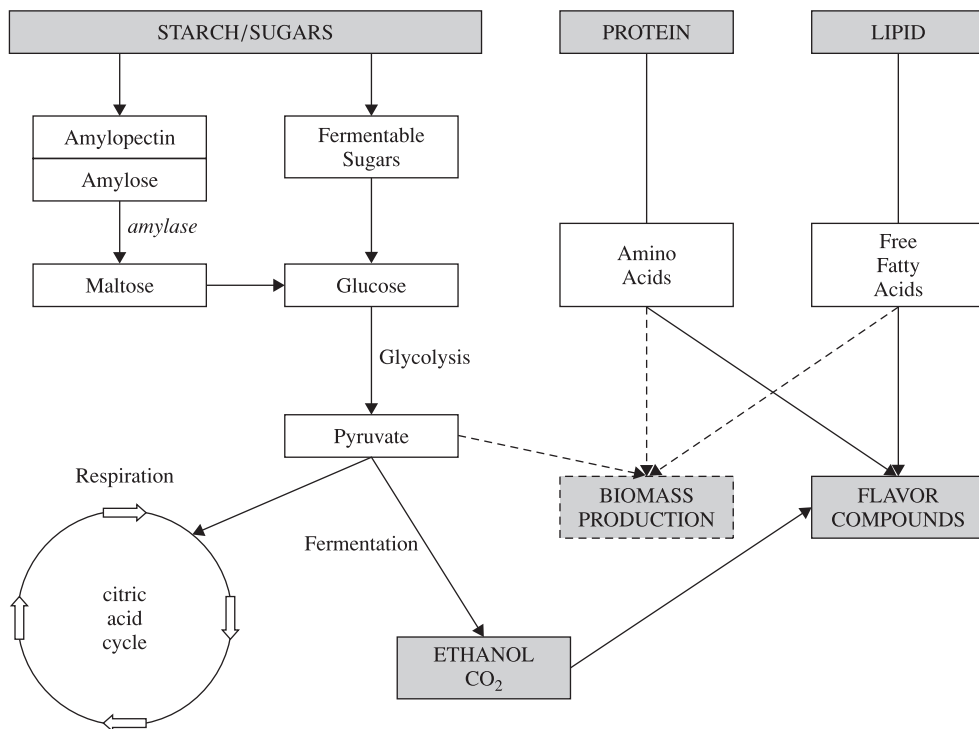 STARCH/SUGARS
PROTEIN
LIPID
Amylopectin
Amylose
Fermentable
Sugars
amylase
Amino
Acids
Free
Fatty
Acids
Maltose
Glucose
Glycolysis
Pyruvate
Respiration
BIOMASS
PRODUCTION
FLAVOR
COMPOUNDS
Fermentation
citric
acid
cycle
ETHANOL
CO₂